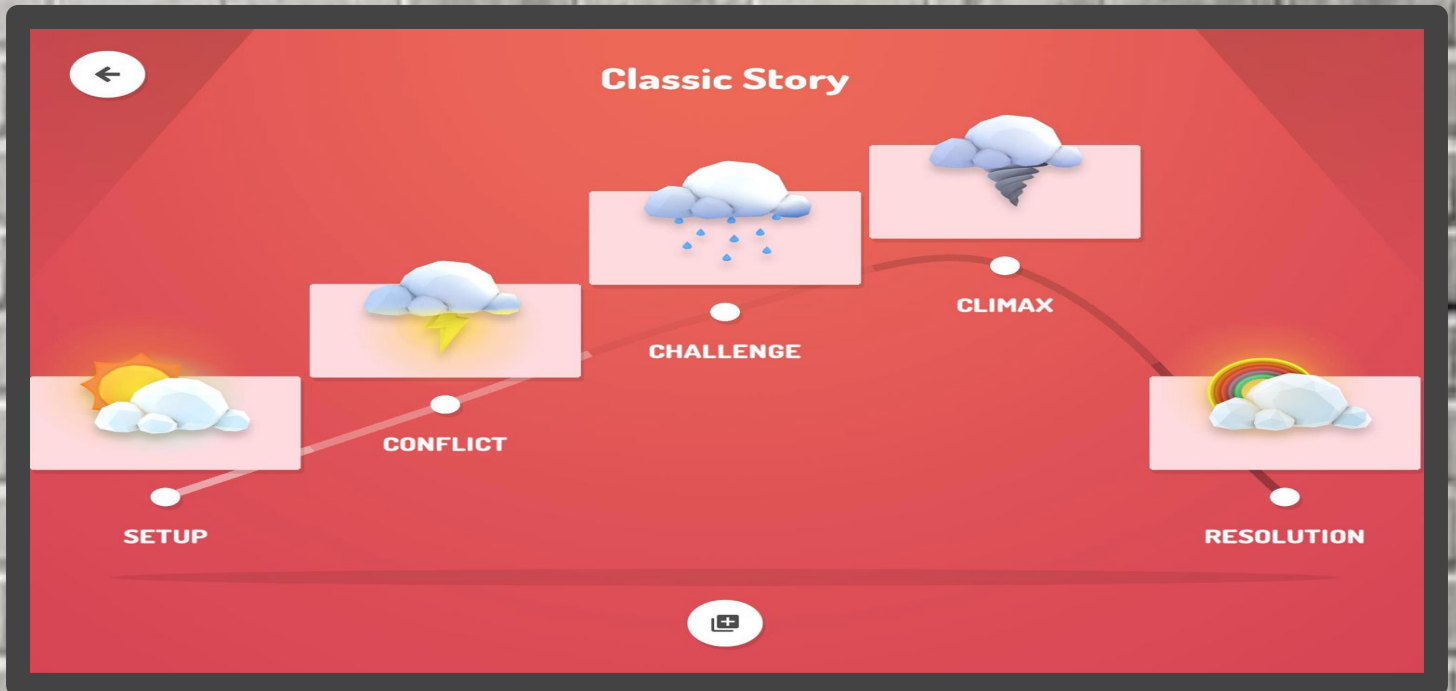 Classic Story
SETUP
CONFLICT
CHALLENGE
CLIMAX
RESOLUTION